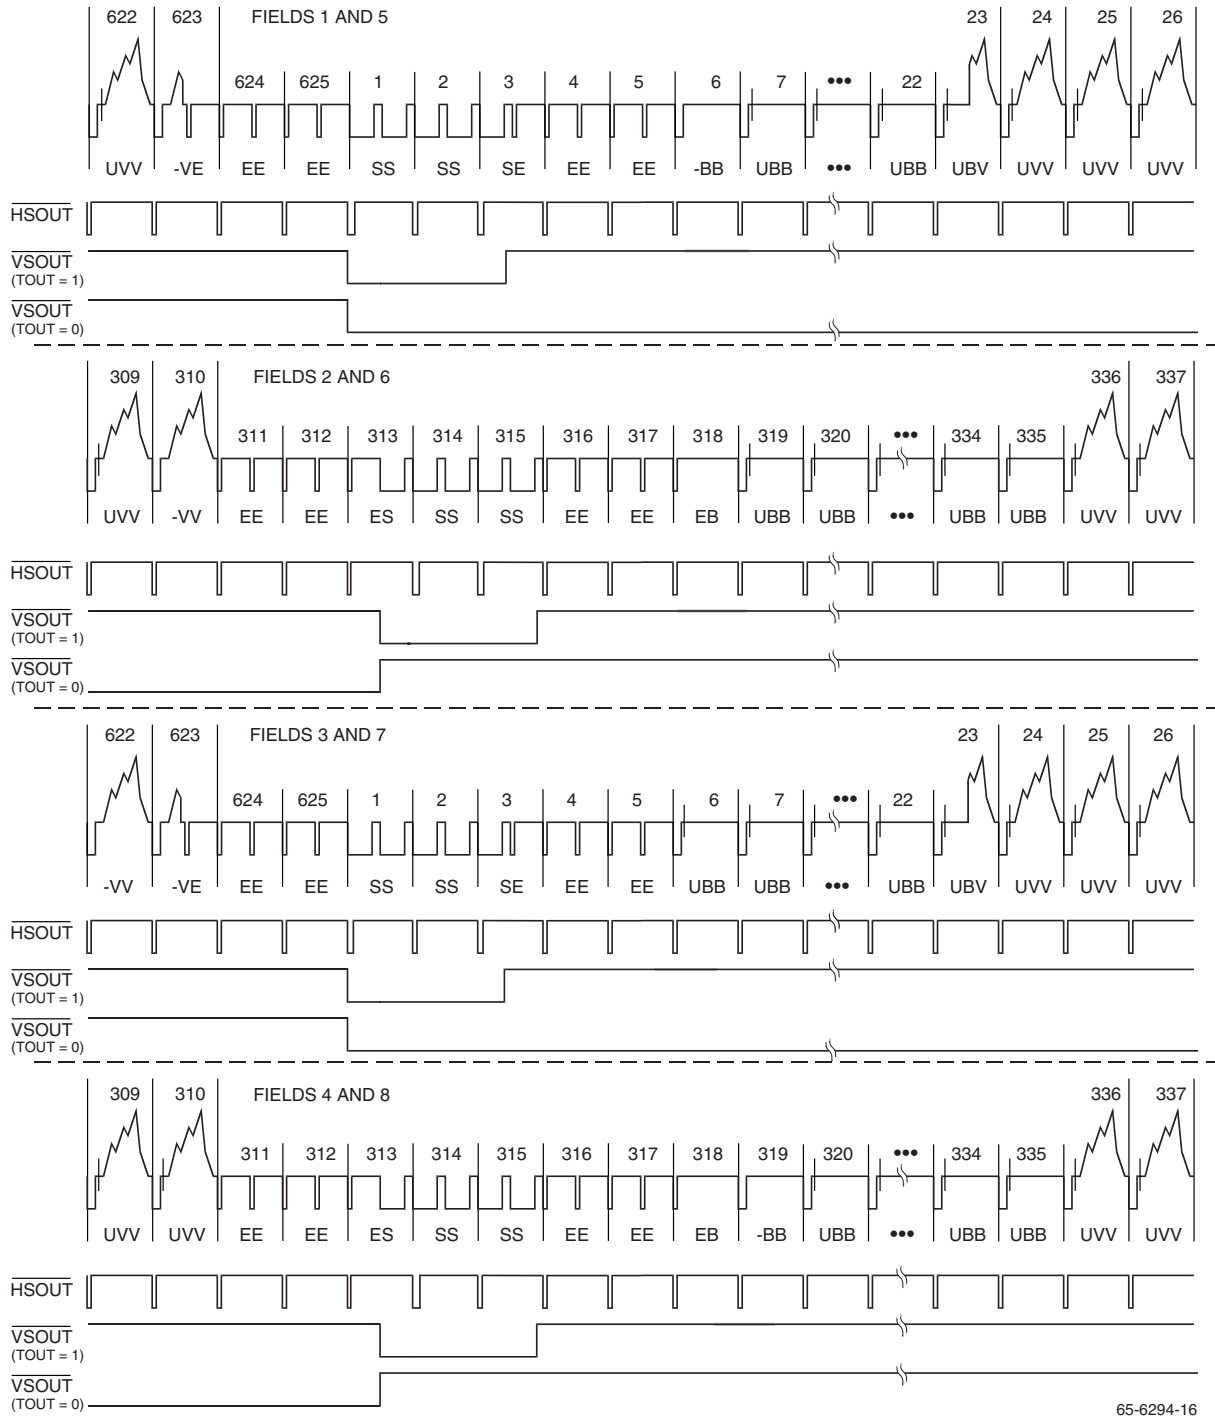 622 623 FIELDS 1 AND 5 23 24 25 26
624 625 1 2 3 4 5 6 7 ••• 22
UVV -VE EE EE SS SS SE EE EE -BB UBB ••• UBB UBV UVV UVV UVV
HSOUT
VSOUT
(TOUT = 1)
VSOUT
(TOUT = 0)
309 310 FIELDS 2 AND 6 336 337
311 312 313 314 315 316 317 318 319 320 ••• 334 335
UVV -VV EE EE ES SS SS EE EE EB UBB UBB ••• UBB UBB UVV UVV
HSOUT
VSOUT
(TOUT = 1)
VSOUT
(TOUT = 0)
622 623 FIELDS 3 AND 7 23 24 25 26
624 625 1 2 3 4 5 6 7 ••• 22
-VV -VE EE EE SS SS SE EE EE UBB UBB ••• UBB UBV UVV UVV UVV
HSOUT
VSOUT
(TOUT = 1)
VSOUT
(TOUT = 0)
309 310 FIELDS 4 AND 8 336 337
311 312 313 314 315 316 317 318 319 320 ••• 334 335
UVV UVV EE EE ES SS SS EE EE EB -BB UBB ••• UBB UBB UVV UVV
HSOUT
VSOUT
(TOUT = 1)
VSOUT
(TOUT = 0)
65-6294-16